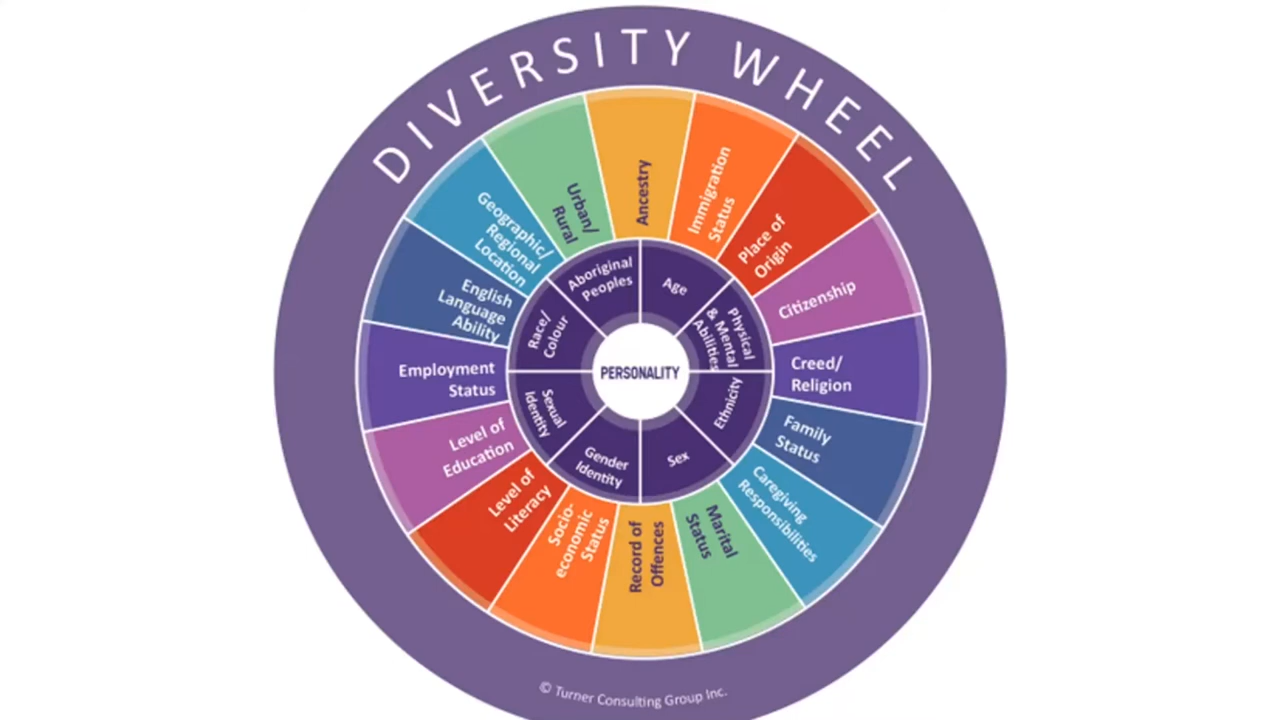 DIVERSITY WHEEL
Ancestry
Immigration
Status
Place of
Origin
Citizenship
Creed/
Religion
Family
Status
Caregiving
Responsibilities
Marital
Status
Record of
Offences
Socio-
economic
Status
Level of
Literacy
Level of
Education
Employment
Status
English
Language
Ability
Geographic/
Regional
Location
Urban/
Rural
Age
Physical
& Mental
Abilities
Ethnicity
Sex
Gender
Identity
Sexual
Identity
Race/
Colour
Aboriginal
Peoples
PERSONALITY
© Turner Consulting Group Inc.